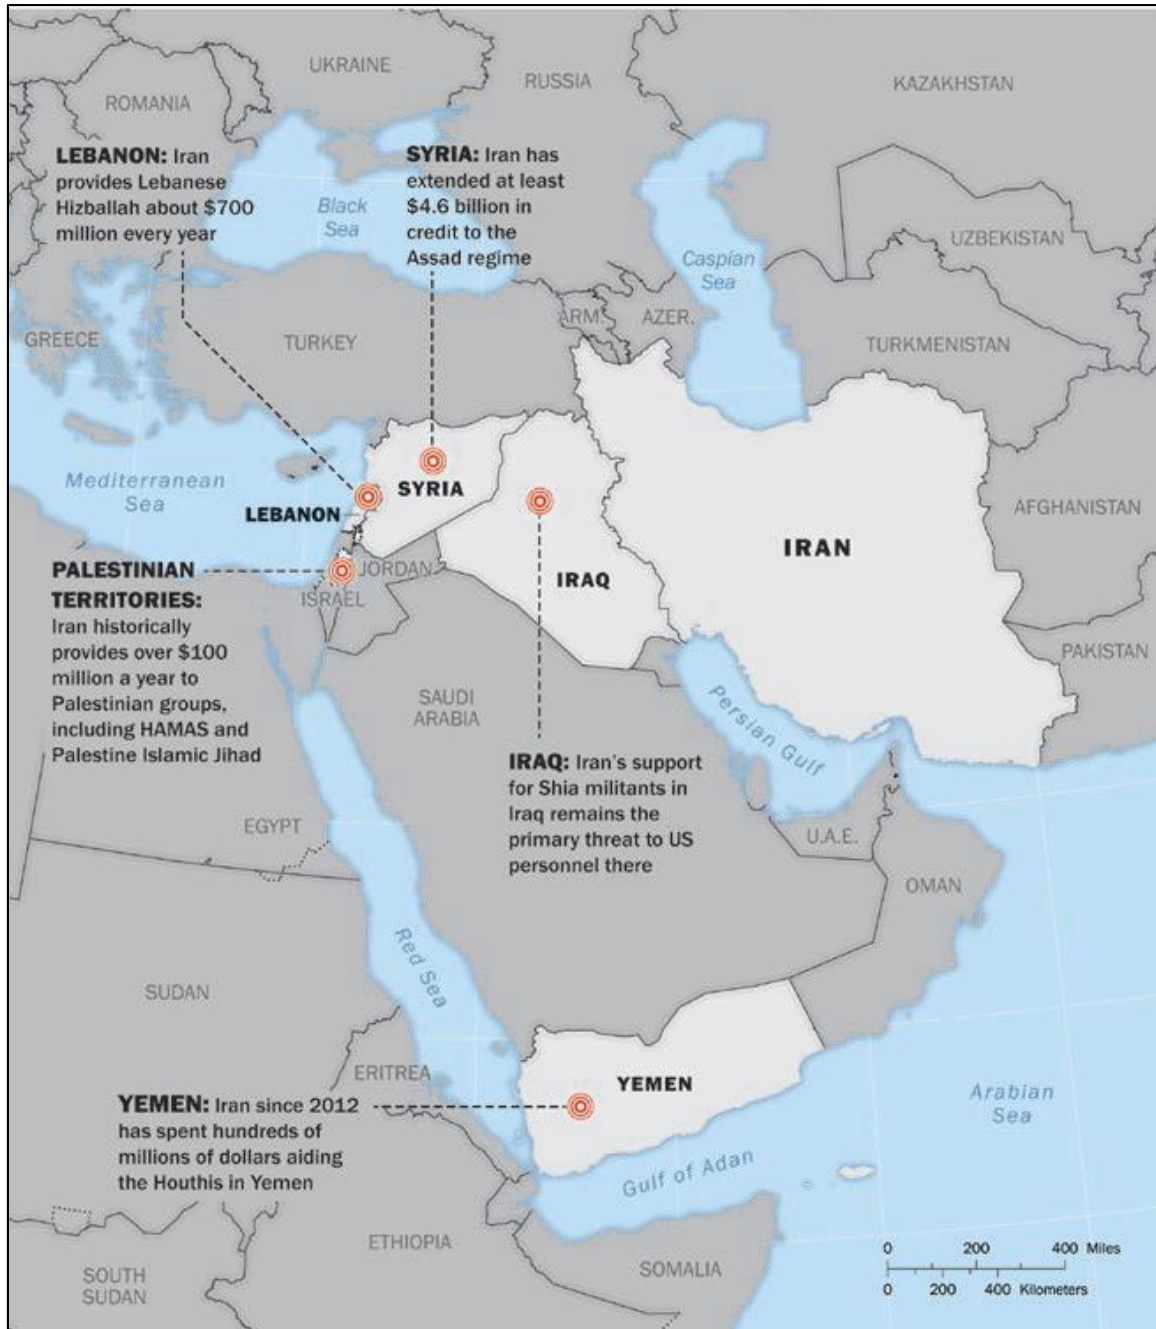 UKRAINE
RUSSIA
KAZAKHSTAN
ROMANIA
LEBANON: Iran
provides Lebanese
Hizballah about $700
million every year
SYRIA: Iran has
extended at least
$4.6 billion in
credit to the
Assad regime
Black
Sea
Caspian
Sea
UZBEKISTAN
GREECE
TURKEY
ARM.
AZER.
TURKMENISTAN
Mediterranean
Sea
SYRIA
LEBANON
AFGHANISTAN
IRAN
IRAQ
JORDAN
ISRAEL
PALESTINIAN
TERRITORIES:
Iran historically
provides over $100
million a year to
Palestinian groups,
including HAMAS and
Palestine Islamic Jihad
PAKISTAN
SAUDI
ARABIA
Persian Gulf
IRAQ: Iran's support
for Shia militants in
Iraq remains the
primary threat to US
personnel there
EGYPT
U.A.E.
OMAN
Red Sea
SUDAN
ERITREA
YEMEN
YEMEN: Iran since 2012
has spent hundreds of
millions of dollars aiding
the Houthis in Yemen
Arabian
Sea
Gulf of Adan
ETHIOPIA
SOMALIA
SOUTH
SUDAN
0 200 400 Miles
0 200 400 Kilometers